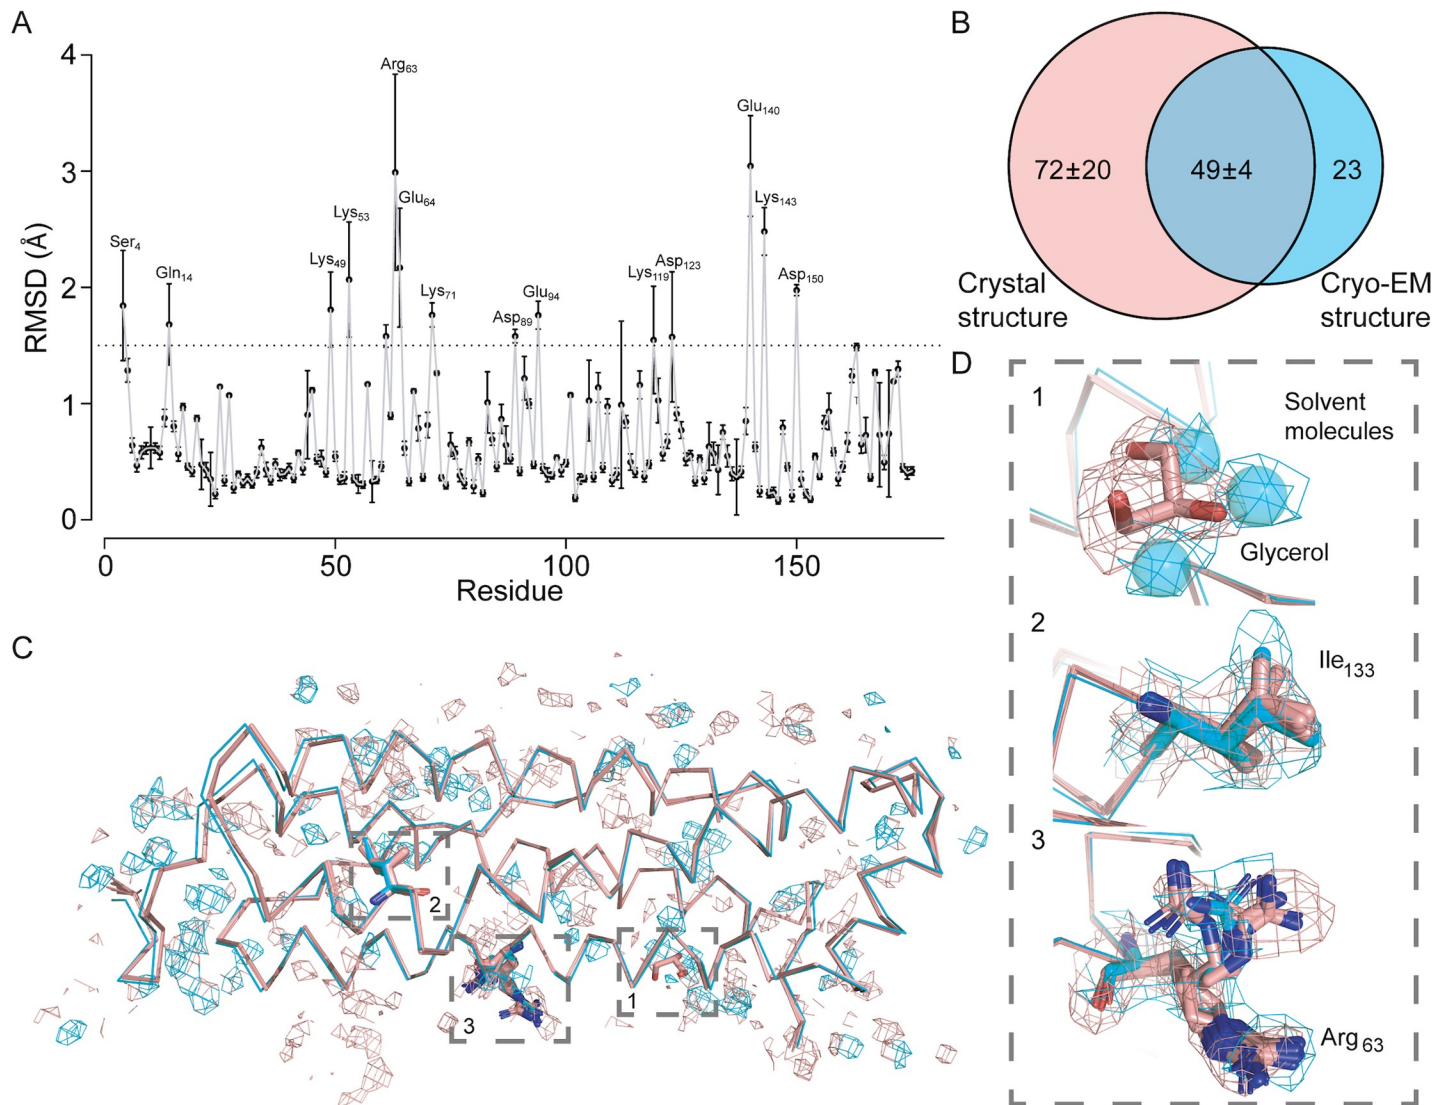 A
RMSD (Å)
4
3
2
1
0
0
50
100
150
Residue
Ser4
Gln14
Lys49
Lys53
Arg63
Glu64
Lys71
Asp89
Glu94
Lys119
Asp123
Glu140
Lys143
Asp150
B
72±20
49±4
23
Crystal
structure
Cryo-EM
structure
C
2
3
1
D
1
Solvent
molecules
Glycerol
2
Ile133
3
Arg63